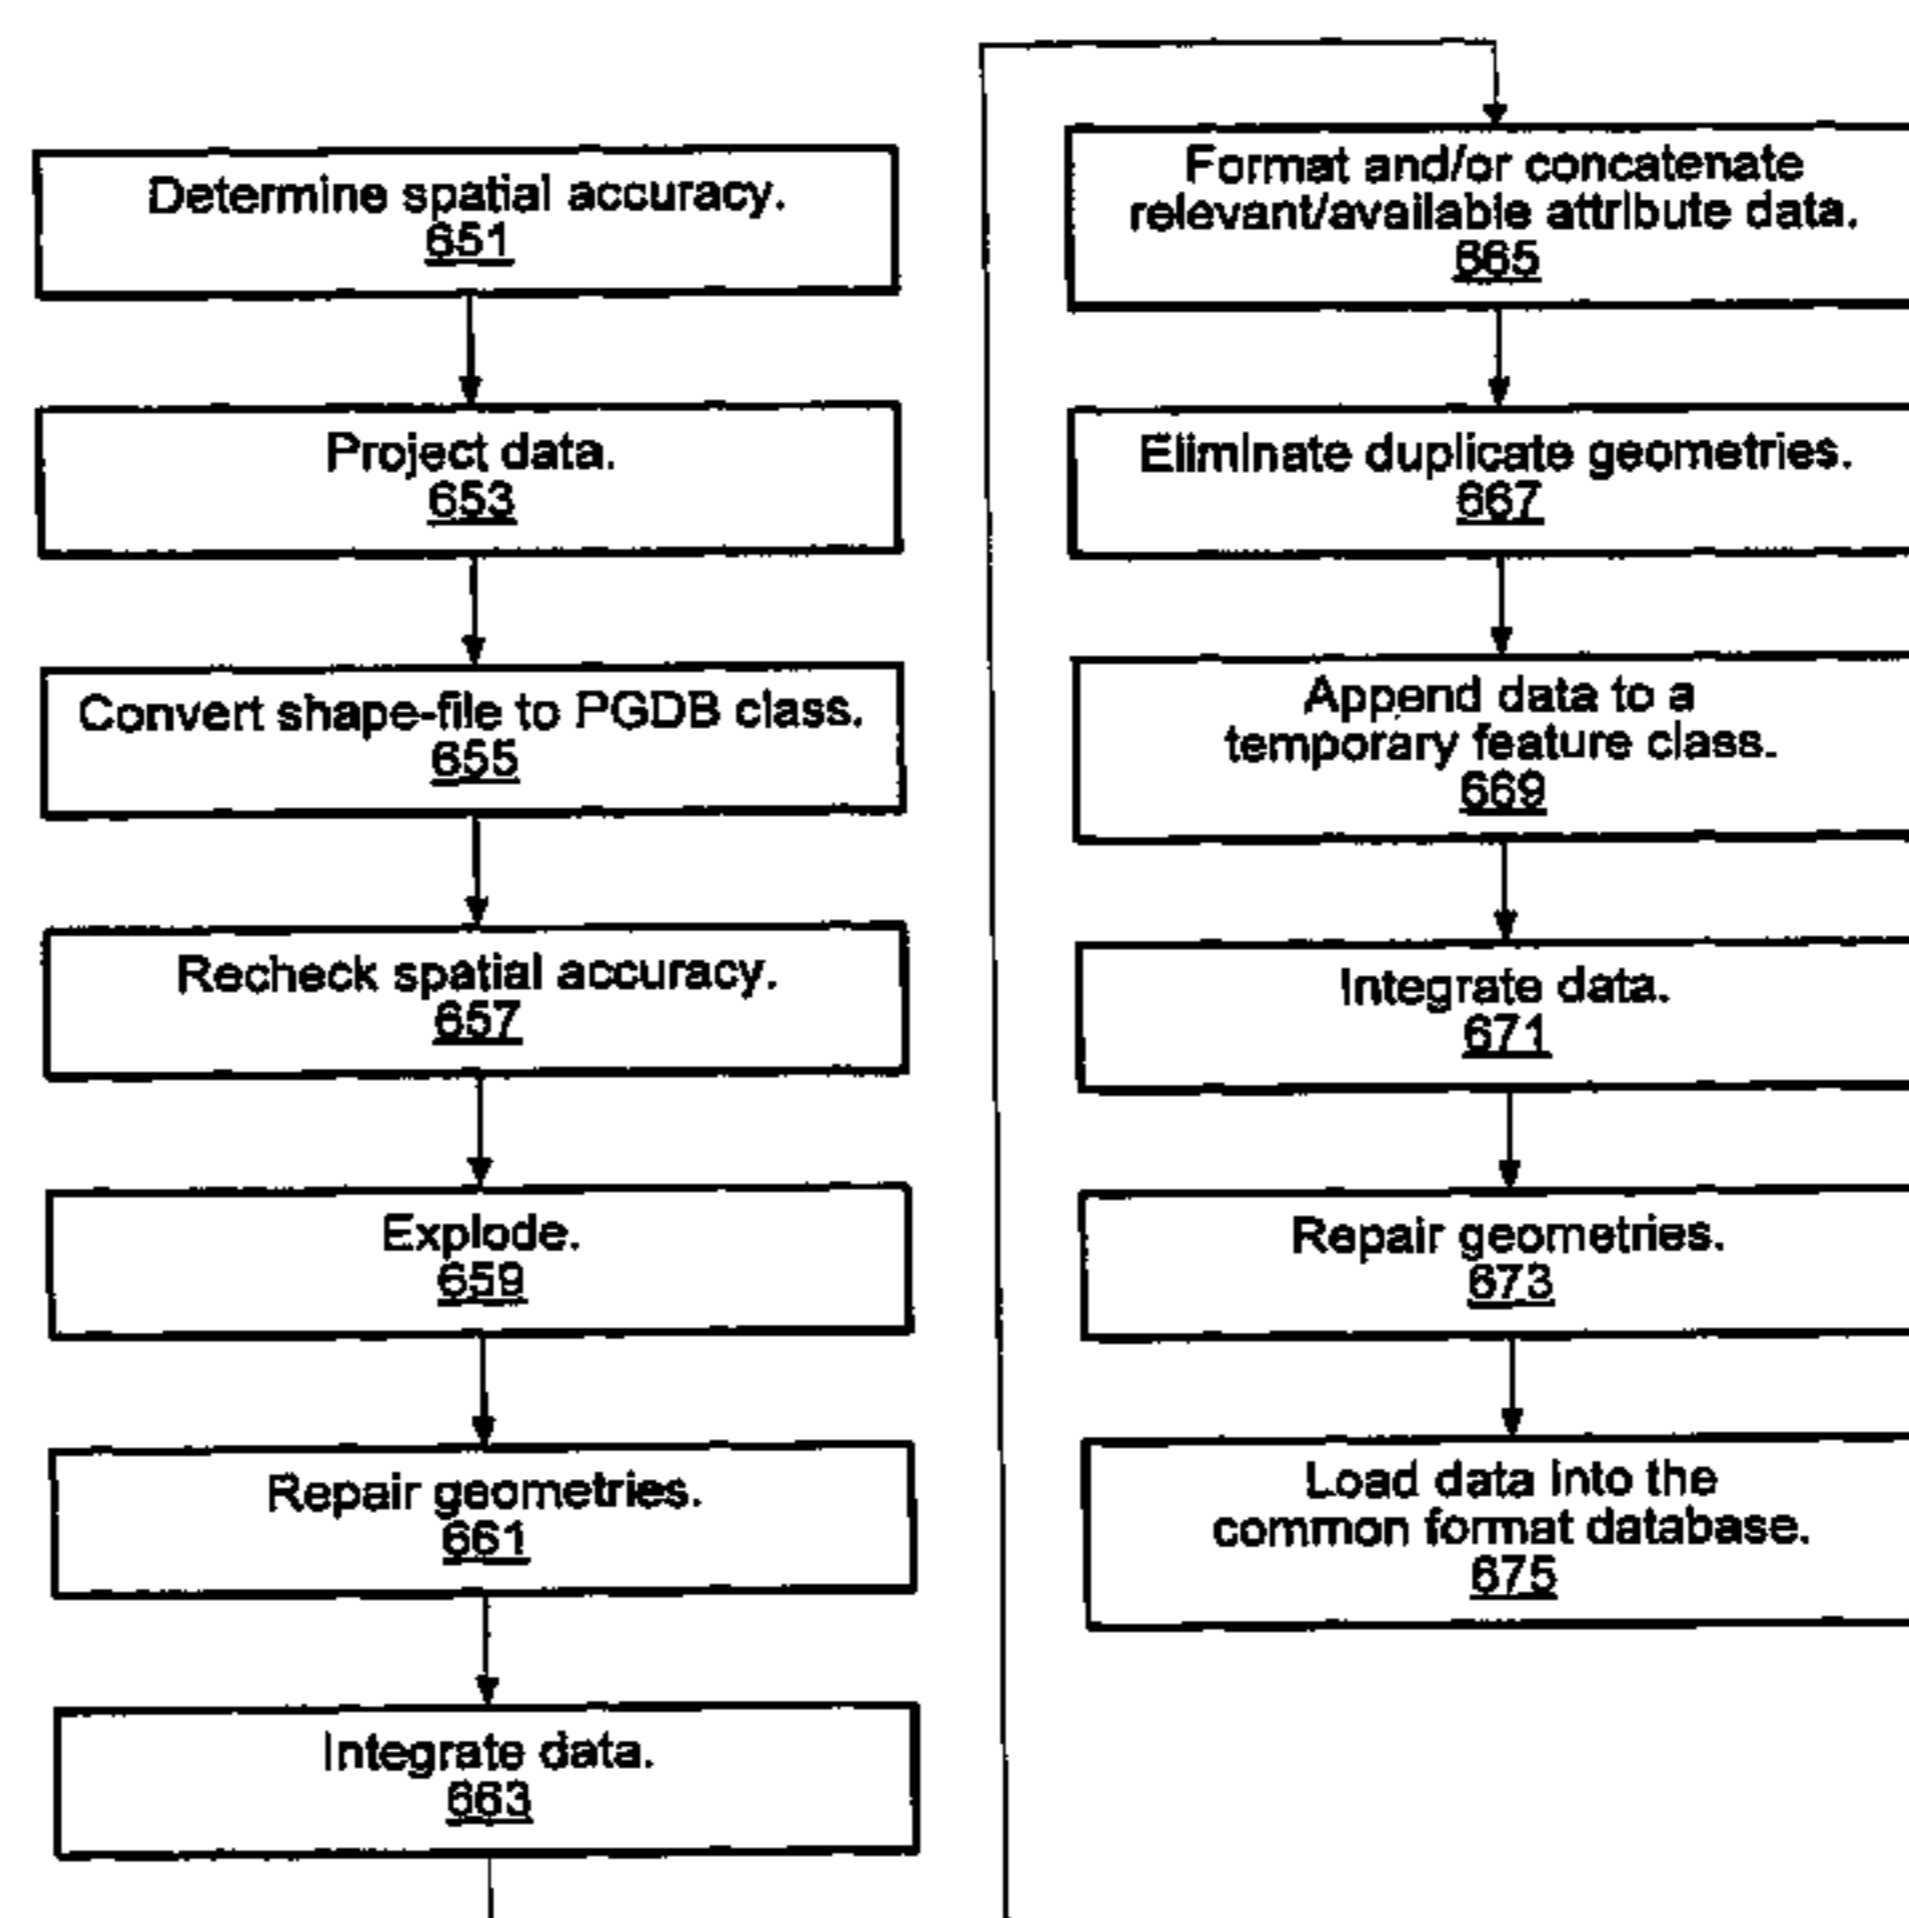 Determine spatial accuracy.
651
Project data.
653
Convert shape-file to PGDB class.
655
Recheck spatial accuracy.
657
Explode.
659
Repair geometries.
661
Integrate data.
663
Format and/or concatenate
relevant/available attribute data.
665
Eliminate duplicate geometries.
667
Append data to a
temporary feature class.
669
Integrate data.
671
Repair geometries.
673
Load data into the
common format database.
675